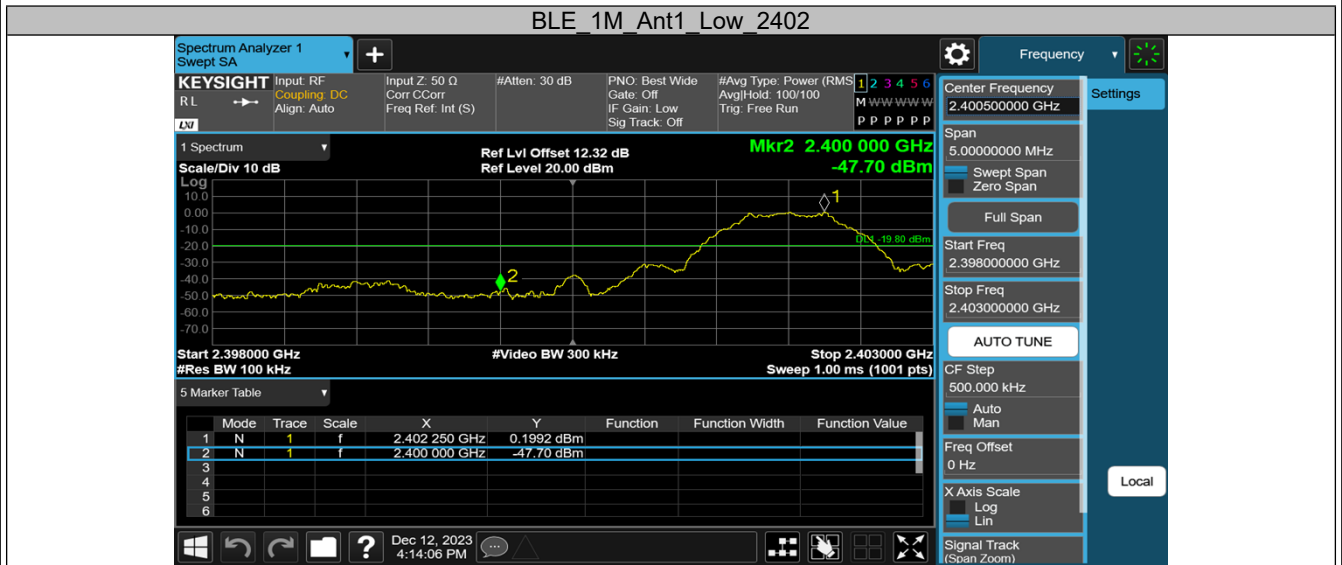 BLE_1M_Ant1_Low_2402
Spectrum Analyzer 1
Swept SA
Frequency
KEYSIGHT
R L
LXI
Input: RF
Coupling: DC
Align: Auto
Input Z: 50 Ω
Corr CCorr
Freq Ref: Int (S)
#Atten: 30 dB
PNO: Best Wide
Gate: Off
IF Gain: Low
Sig Track: Off
#Avg Type: Power (RMS
Avg|Hold: 100/100
Trig: Free Run
1 2 3 4 5 6
M W W W W W
P P P P P P
1 Spectrum
Scale/Div 10 dB
Ref Lvl Offset 12.32 dB
Ref Level 20.00 dBm
Mkr2 2.400 000 GHz
-47.70 dBm
Log
10.0
0.00
-10.0
-20.0
-30.0
-40.0
-50.0
-60.0
-70.0
1
2
DL1 -19.80 dBm
Start 2.398000 GHz
#Video BW 300 kHz
Stop 2.403000 GHz
#Res BW 100 kHz
Sweep 1.00 ms (1001 pts)
5 Marker Table
Mode Trace Scale X Y Function Function Width Function Value
1 N 1 f 2.402 250 GHz 0.1992 dBm
2 N 1 f 2.400 000 GHz -47.70 dBm
3
4
5
6
Dec 12, 2023
4:14:06 PM
Center Frequency
2.400500000 GHz
Settings
Span
5.00000000 MHz
Swept Span
Zero Span
Full Span
Start Freq
2.398000000 GHz
Stop Freq
2.403000000 GHz
AUTO TUNE
CF Step
500.000 kHz
Auto
Man
Freq Offset
0 Hz
X Axis Scale
Log
Lin
Signal Track
(Span Zoom)
Local